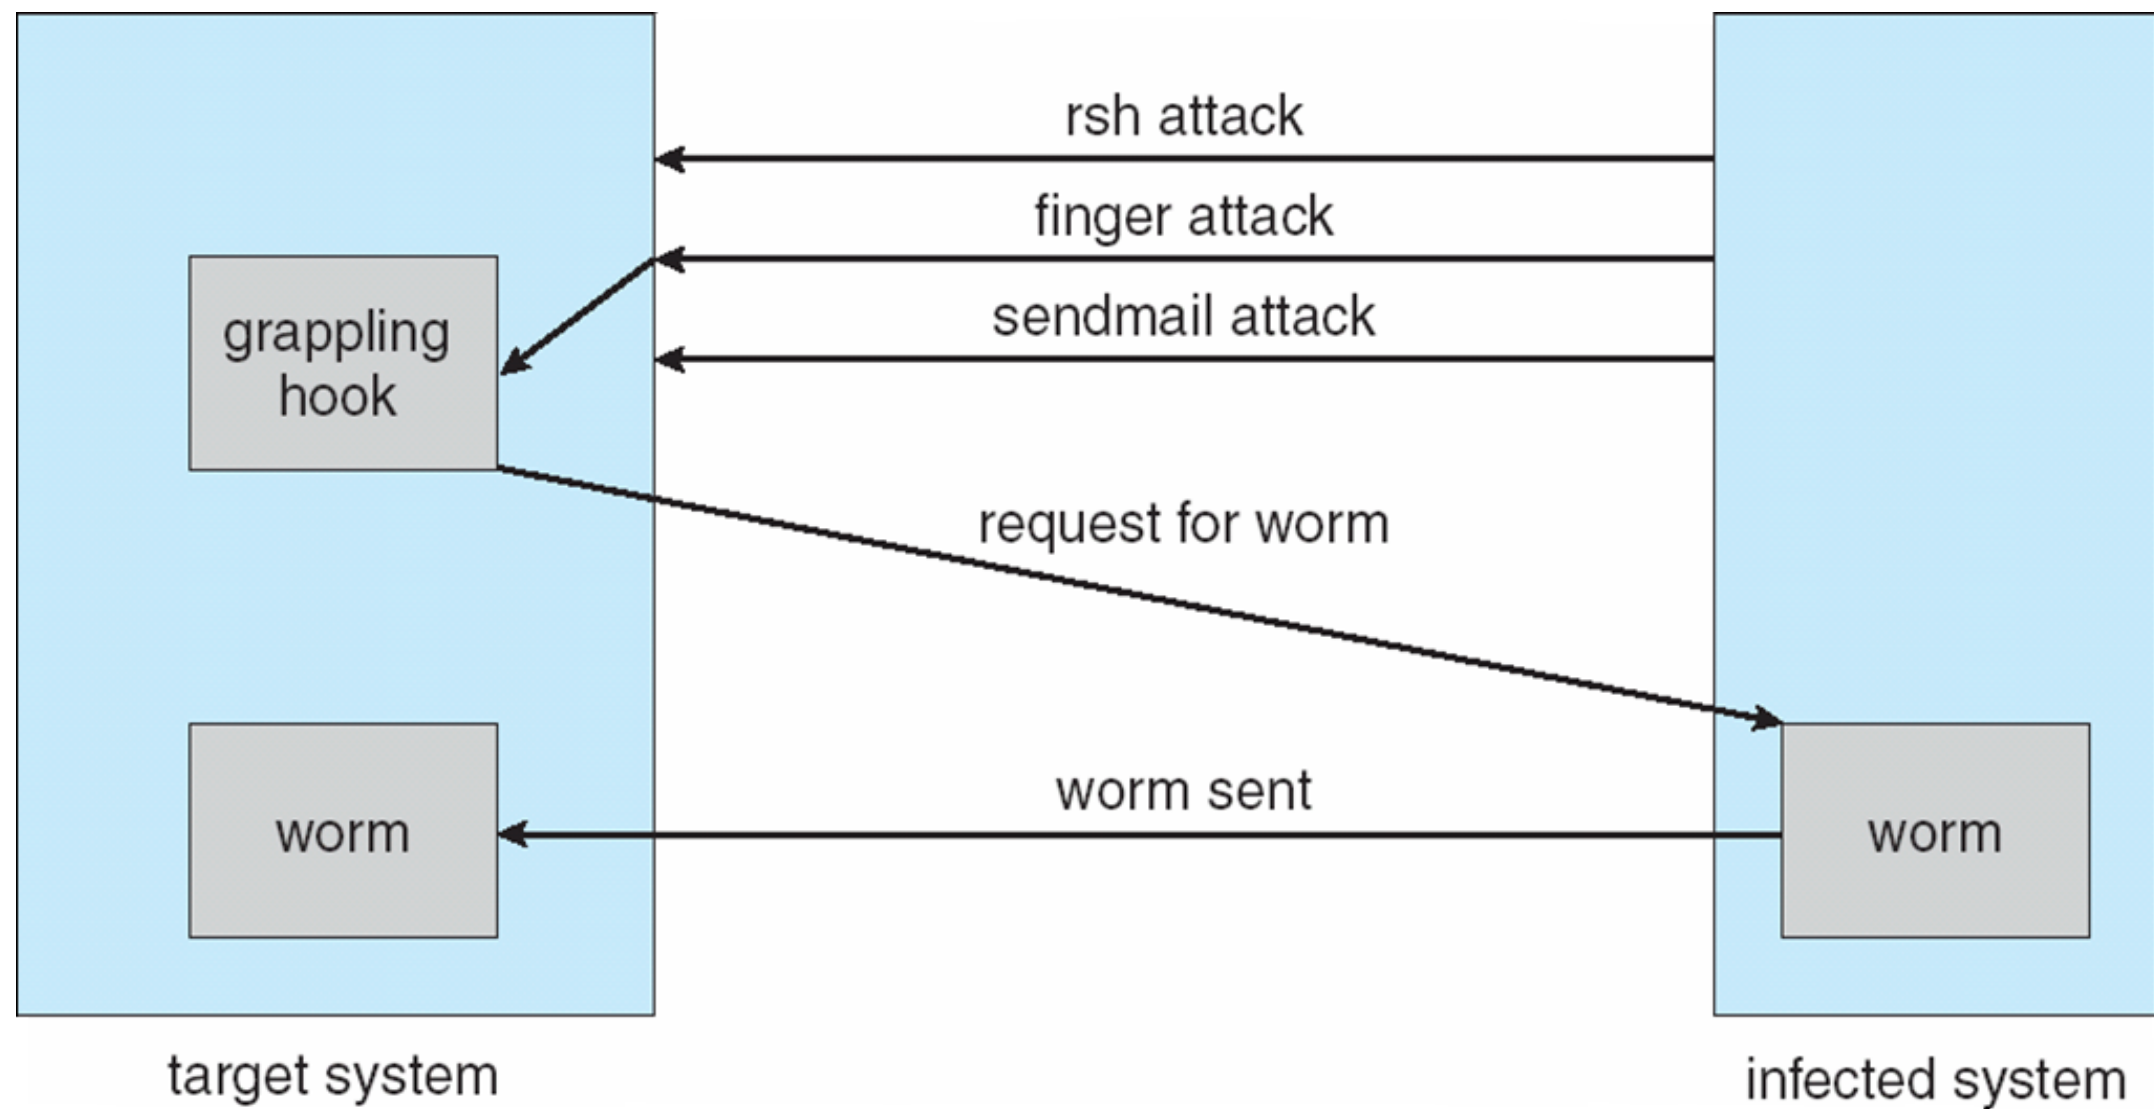 rsh attack
finger attack
sendmail attack
grappling
hook
request for worm
worm sent
worm
worm
target system
infected system